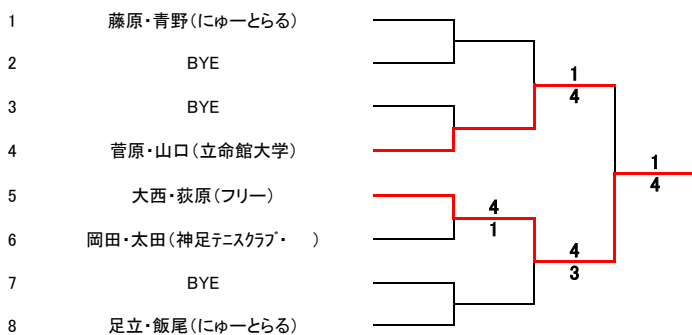 1 藤原・青野(にゅーとらる)
2 BYE
1
4
3 BYE
4 菅原・山口(立命館大学)
1
4
5 大西・荻原(フリー)
4
1
6 岡田・太田(神足テニスクラブ・ )
4
3
7 BYE
8 足立・飯尾(にゅーとらる)